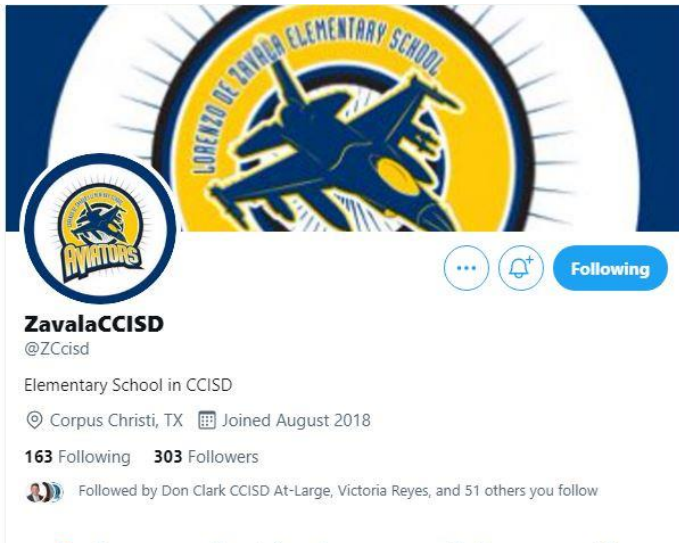 LORENZO DE ZAVALA ELEMENTARY SCHOOL
AVIATORS
Following
ZavalaCCISD
@ZCcisd
Elementary School in CCISD
Corpus Christi, TX Joined August 2018
163 Following 303 Followers
Followed by Don Clark CCISD At-Large, Victoria Reyes, and 51 others you follow